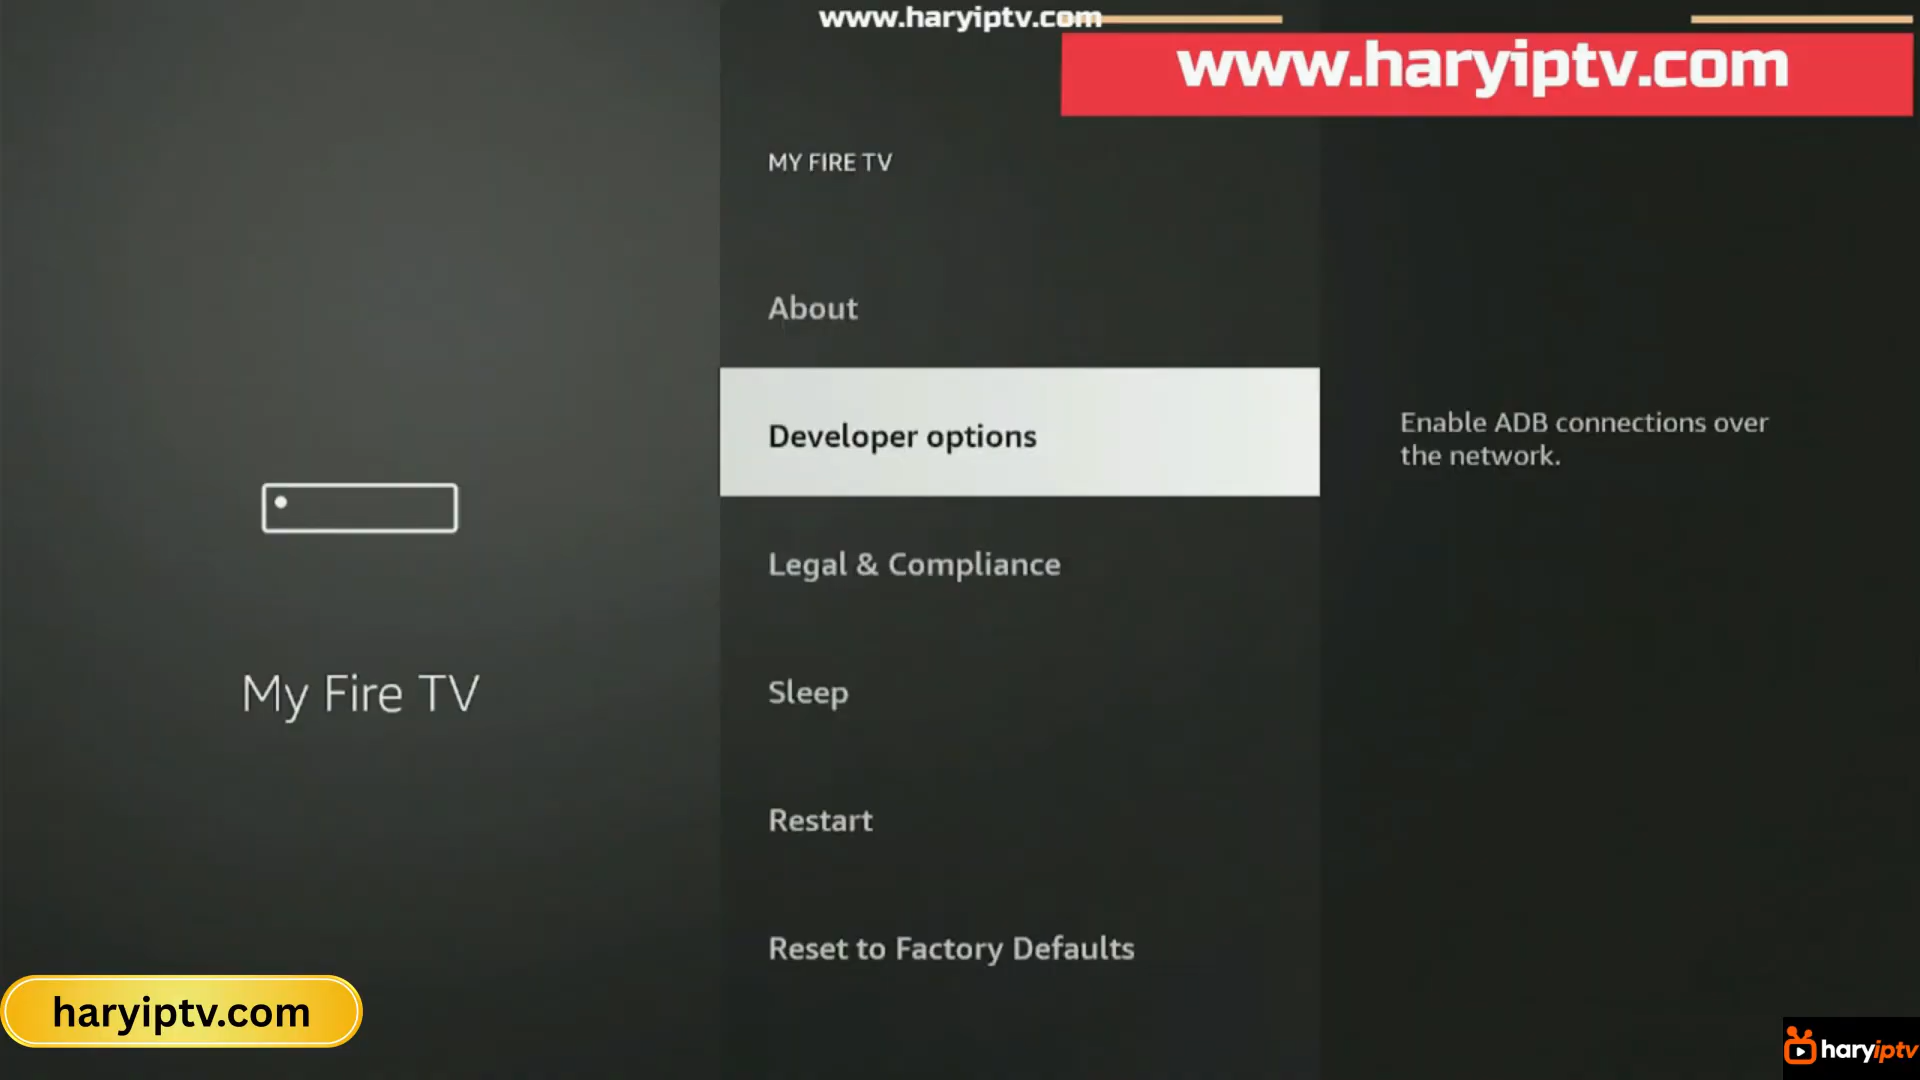 www.haryiptv.com
www.haryiptv.com
MY FIRE TV
About
Developer options
Enable ADB connections over
the network.
Legal & Compliance
My Fire TV
Sleep
Restart
Reset to Factory Defaults
haryiptv.com
haryiptv